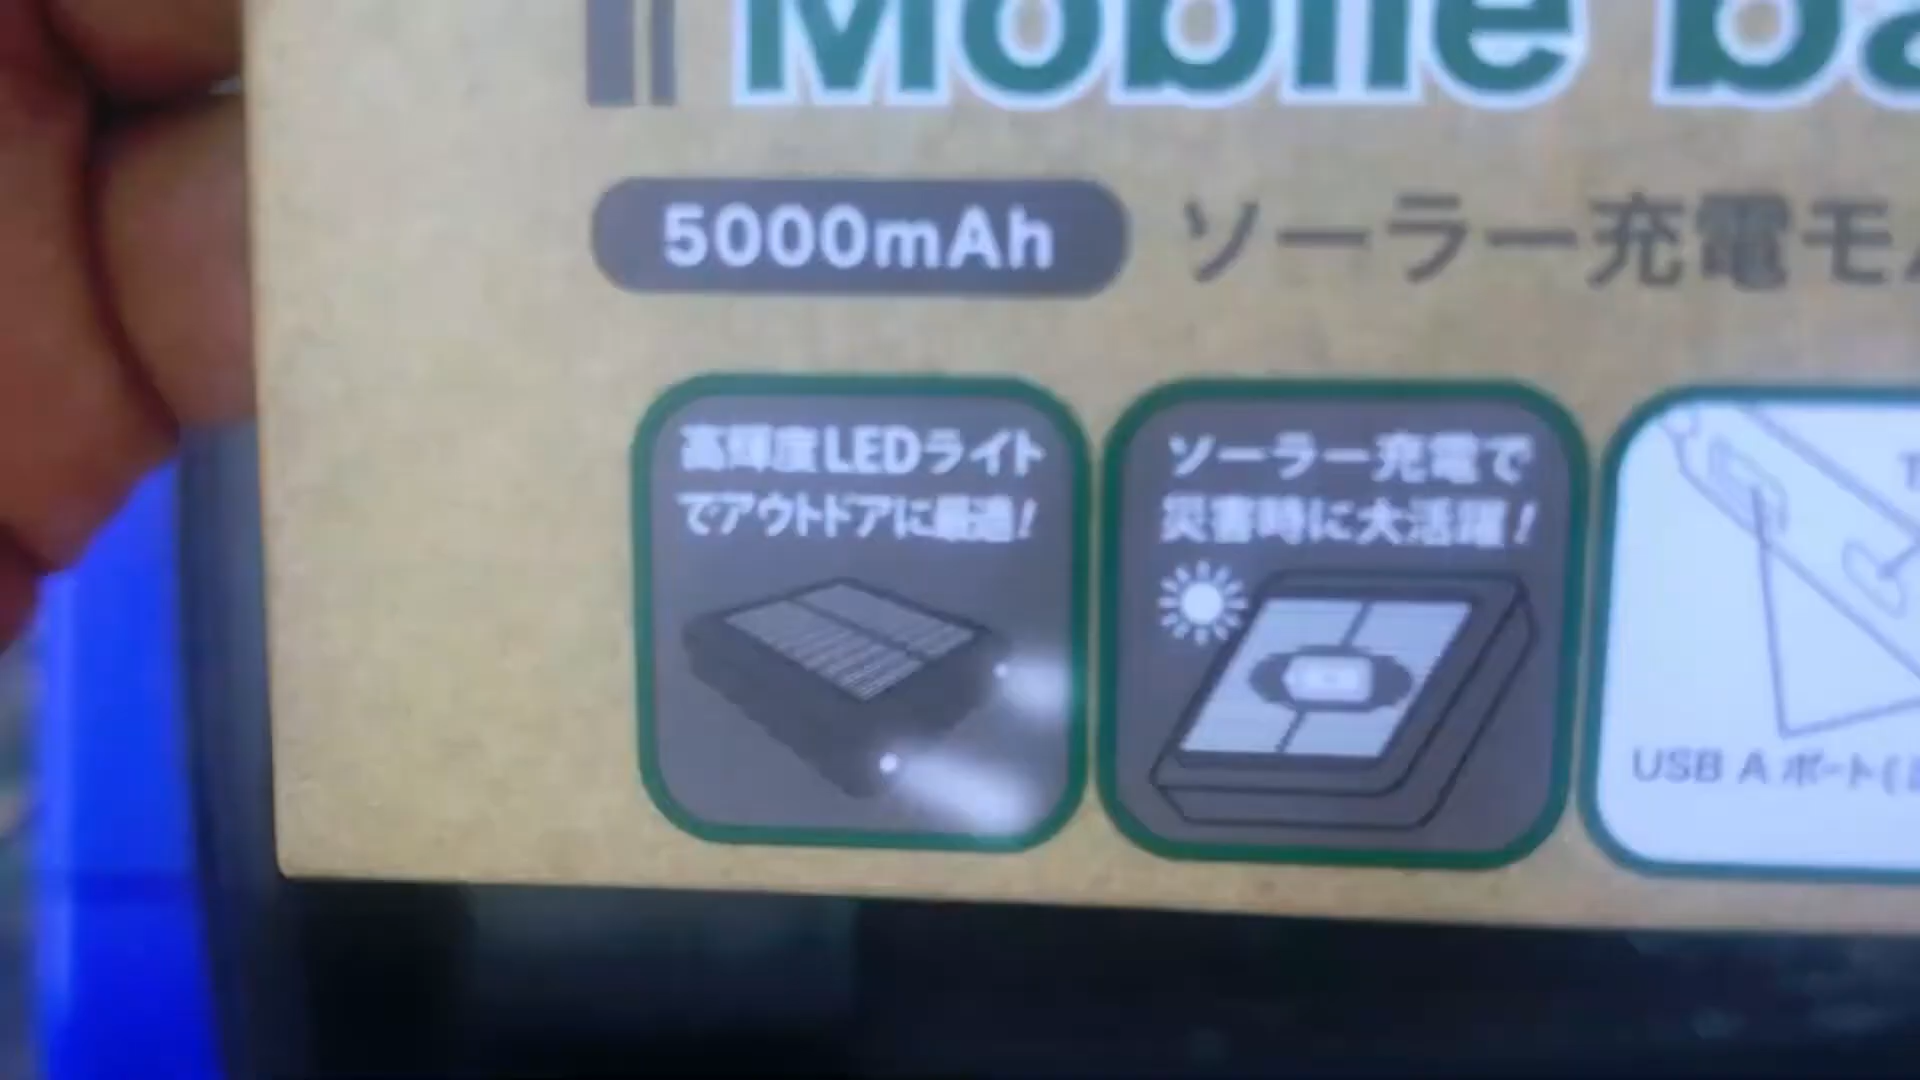 Mobile ba
5000mAh ソーラー充電モバ
高輝度LEDライト
でアウトドアに最適!
ソーラー充電で
災害時に大活躍!
USB A ポート(